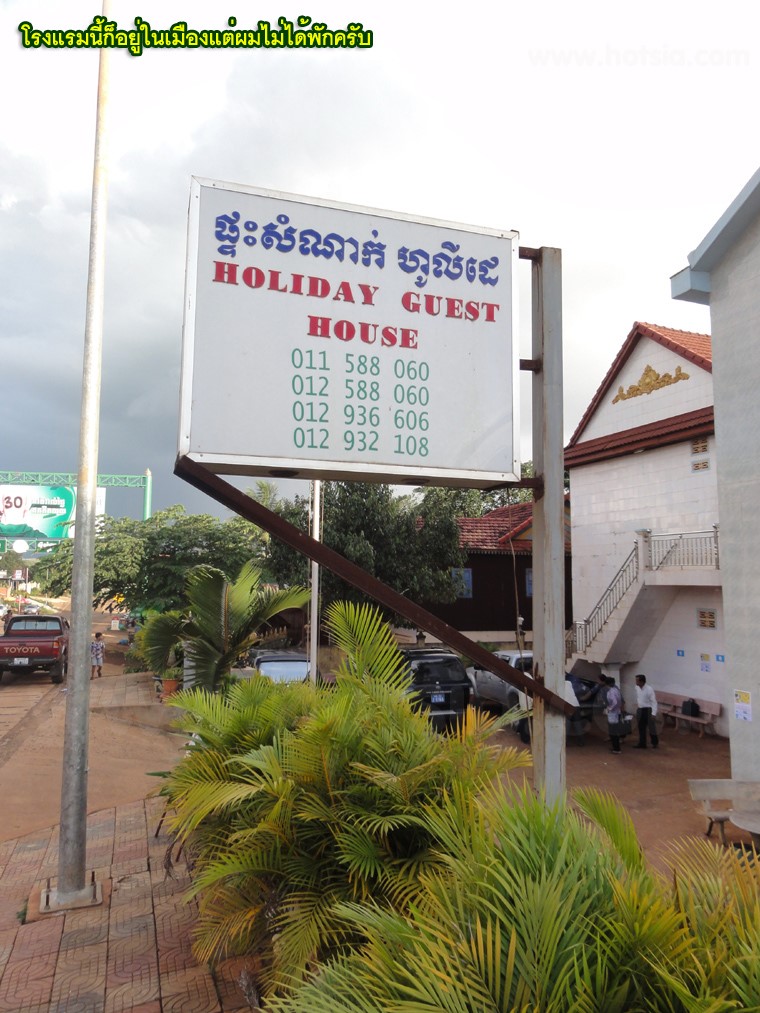 โรงแรมนี้ก็อยู่ในเมืองแต่ผมไม่ได้พักครับ
www.hotsia.com
ផ្ទះសំណាក់ ហូលីដេ
HOLIDAY GUEST
HOUSE
011 588 060
012 588 060
012 936 606
012 932 108
30
TOYOTA